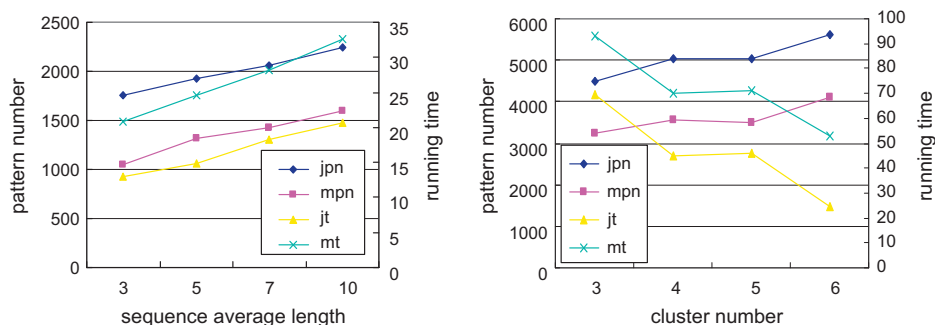 pattern number
2500
2000
1500
1000
500
0
35
30
25
20
15
10
5
0
running time
jpn
mpn
jt
mt
3 5 7 10
sequence average length
pattern number
6000
5000
4000
3000
2000
1000
0
100
90
80
70
60
50
40
30
20
10
0
running time
jpn
mpn
jt
mt
3 4 5 6
cluster number